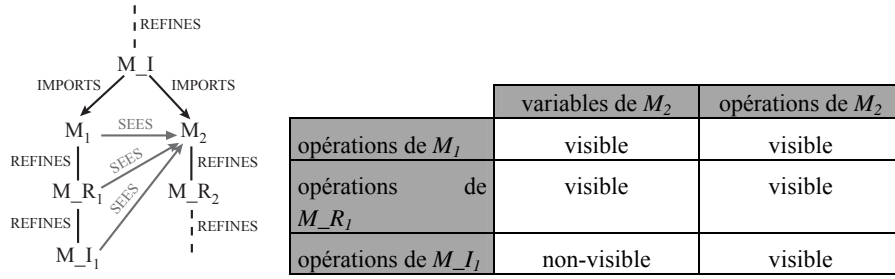 REFINES
M_I
IMPORTS IMPORTS
M1 SEES M2
REFINES SEES REFINES
M_R1 SEES M_R2
REFINES REFINES
M_I1
variables de M2 opérations de M2
opérations de M1 visible visible
opérations de
M_R1 visible visible
opérations de M_I1 non-visible visible